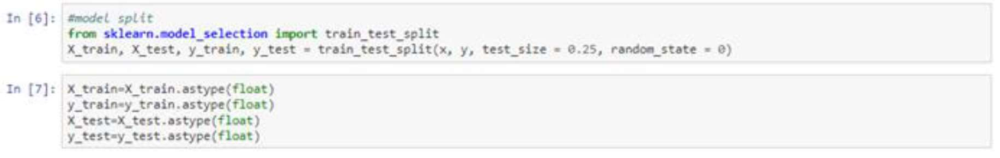 In [6]: #model split
from sklearn.model_selection import train_test_split
X_train, X_test, y_train, y_test = train_test_split(x, y, test_size = 0.25, random_state = 0)
In [7]: X_train=X_train.astype(float)
y_train=y_train.astype(float)
X_test=X_test.astype(float)
y_test=y_test.astype(float)